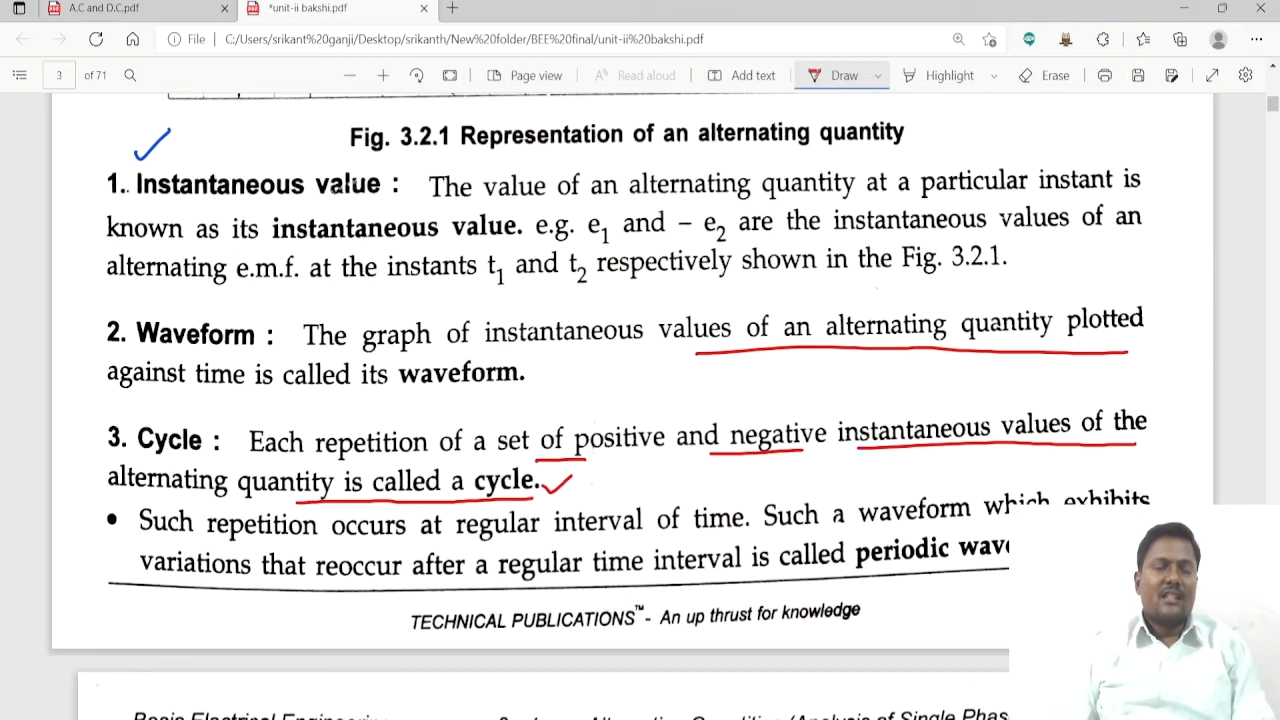 A.C and D.C.pdf
*unit-ii bakshi.pdf
File
C:/Users/srikant%20ganji/Desktop/srikanth/New%20folder/BEE%20final/unit-ii%20bakshi.pdf
3 of 71
Page view
Read aloud
Add text
Draw
Highlight
Erase
Fig. 3.2.1 Representation of an alternating quantity
1. Instantaneous value : The value of an alternating quantity at a particular instant is
known as its instantaneous value. e.g. e₁ and – e₂ are the instantaneous values of an
alternating e.m.f. at the instants t₁ and t₂ respectively shown in the Fig. 3.2.1.
2. Waveform : The graph of instantaneous values of an alternating quantity plotted
against time is called its waveform.
3. Cycle : Each repetition of a set of positive and negative instantaneous values of the
alternating quantity is called a cycle.
• Such repetition occurs at regular interval of time. Such a waveform which exhibits
variations that reoccur after a regular time interval is called periodic
TECHNICAL PUBLICATIONS™- An up thrust for knowledge
Basic Electrical Engineering